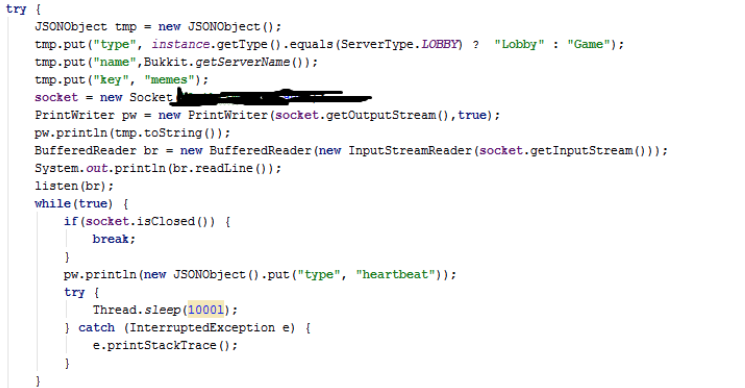 try {
JSONObject tmp = new JSONObject();
tmp.put("type", instance.getType().equals(ServerType.LOBBY) ? "Lobby" : "Game");
tmp.put("name",Bukkit.getServerName());
tmp.put("key", "memes");
socket = new Socket
PrintWriter pw = new PrintWriter(socket.getOutputStream(),true);
pw.println(tmp.toString());
BufferedReader br = new BufferedReader(new InputStreamReader(socket.getInputStream()));
System.out.println(br.readLine());
listen(br);
while(true) {
if(socket.isClosed()) {
break;
}
pw.println(new JSONObject().put("type", "heartbeat"));
try {
Thread.sleep(1000l);
} catch (InterruptedException e) {
e.printStackTrace();
}
}